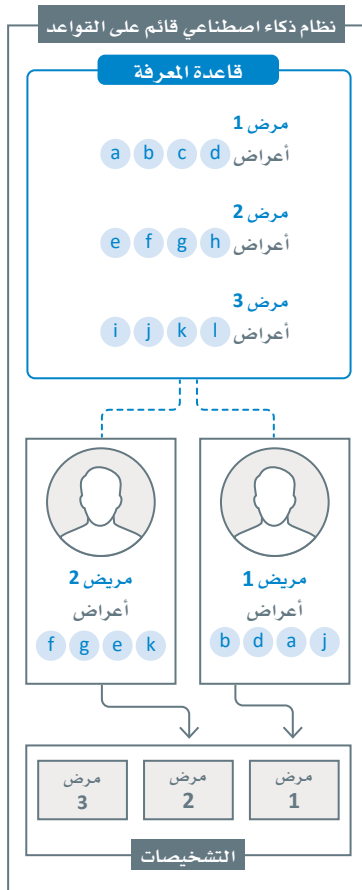 نظام ذكاء اصطناعي قائم على القواعد
قاعدة المعرفة
مرض 1
أعراض d c b a
مرض 2
أعراض h g f e
مرض 3
أعراض l k j i
مريض 1
أعراض
j a d b
مريض 2
أعراض
k e g f
مرض
1
مرض
2
مرض
3
التشخيصات